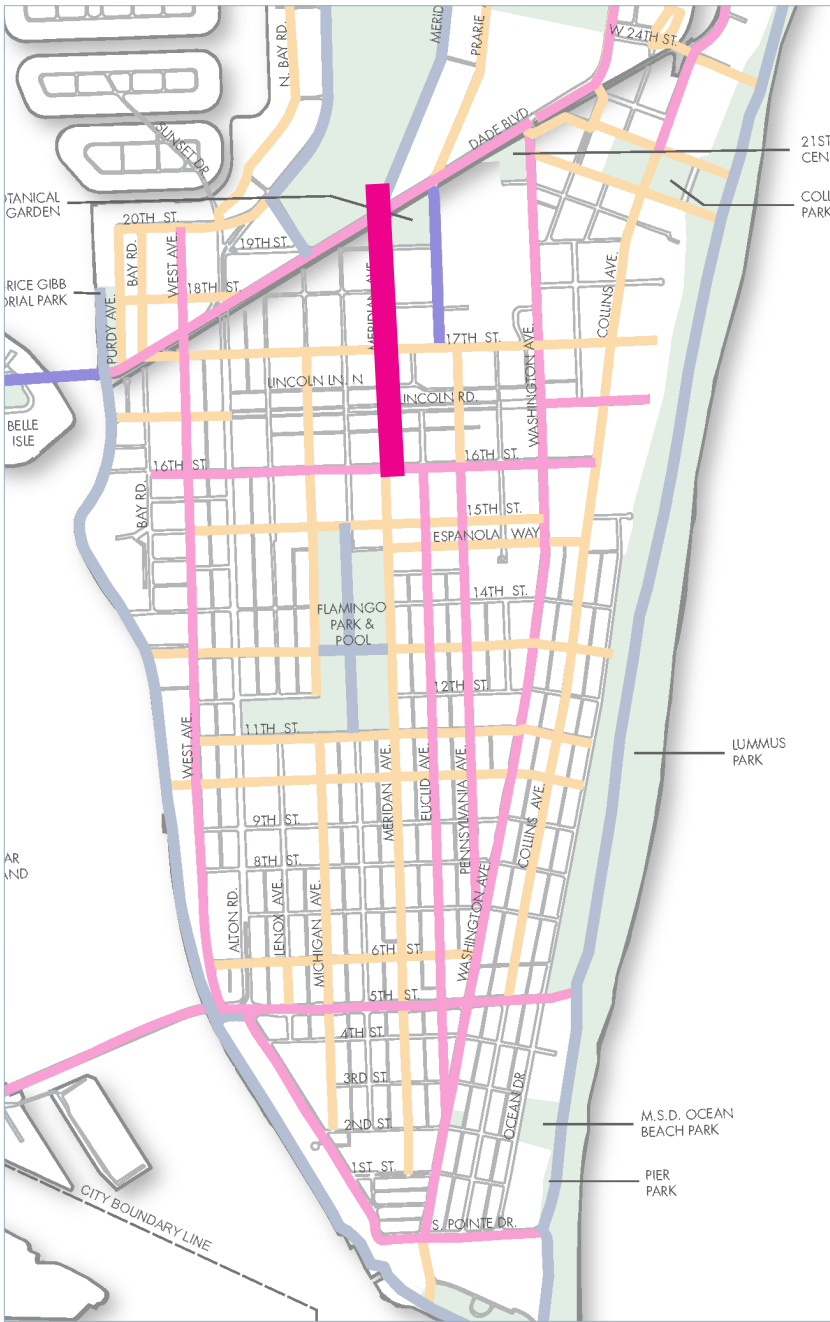 MERID
PRARIE
N. BAY RD.
W 24TH ST.
DADE BLVD
SUNSET DR
21ST
CEN
OTANICAL
GARDEN
COLL
PARK
20TH ST.
BAY RD.
WEST AVE.
19TH ST.
18TH ST.
RICE GIBB
ORIAL PARK
PURDY AVE.
MERIDIAN AVE.
COLLINS AVE.
17TH ST.
WASHINGTON AVE.
LINCOLN LN. N
INCOLN RD.
BELLE
ISLE
16TH ST.
16TH ST.
BAY RD.
15TH ST.
ESPANOLA WAY
14TH ST.
FLAMINGO
PARK &
POOL
12TH ST.
11TH ST.
WEST AVE.
MERIDAN AVE.
EUCLID AVE.
PENNSYLVANIA AVE.
COLLINS AVE.
LUMMUS
PARK
9TH ST.
8TH ST.
AR
AND
ALTON RD.
LENOX AVE.
MICHIGAN AVE.
WASHINGTON AVE.
6TH ST.
5TH ST.
4TH ST.
3RD ST.
OCEAN DR
2ND ST.
M.S.D. OCEAN
BEACH PARK
1ST ST.
PIER
PARK
S. POINTE DR.
CITY BOUNDARY LINE